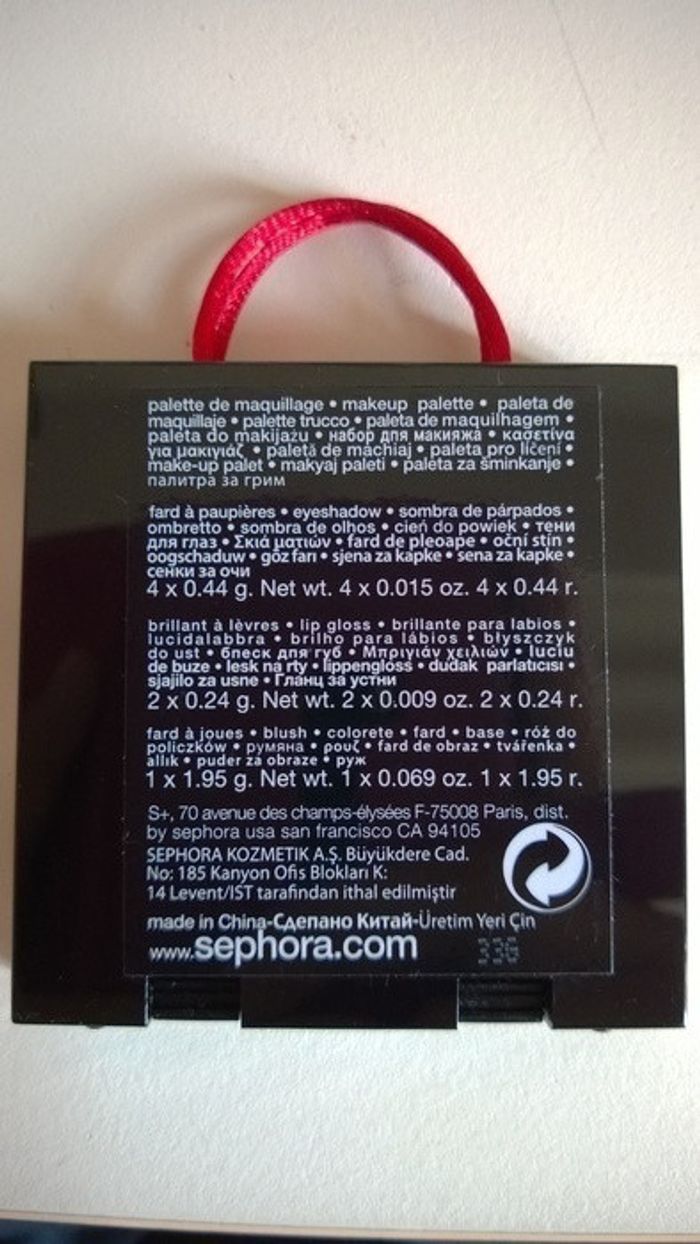 palette de maquillage • makeup palette • paleta de
maquillaje • palette trucco • paleta de maquilhagem •
paleta do makijażu • набор для макияжа • κασετίνα
για μακιγιάζ • paletă de machiaj • paleta pro líčení •
make-up palet • makyaj paleti • paleta za šminkanje •
палитра за грим
fard à paupières • eyeshadow • sombra de párpados •
ombretto • sombra de olhos • cień do powiek • тени
для глаз • Σκιά ματιών • fard de pleoape • oční stín •
oogschaduw • göz farı • sjena za kapke • sena za kapke •
сенки за очи
4 x 0.44 g. Net wt. 4 x 0.015 oz. 4 x 0.44 г.
brillant à lèvres • lip gloss • brillante para labios •
lucidalabbra • brilho para lábios • błyszczyk
do ust • блеск для губ • Μπριγιάν χειλιών • luciu
de buze • lesk na rty • lippengloss • dudak parlatıcısı •
sjajilo za usne • Гланц за устни
2 x 0.24 g. Net wt. 2 x 0.009 oz. 2 x 0.24 г.
fard à joues • blush • colorete • fard • base • róż do
policzków • румяна • ρουζ • fard de obraz • tvářenka •
allık • puder za obraze • руж
1 x 1.95 g. Net wt. 1 x 0.069 oz. 1 x 1.95 г.
S+, 70 avenue des champs-élysées F-75008 Paris, dist.
by sephora usa san francisco CA 94105
SEPHORA KOZMETIK A.Ş. Büyükdere Cad.
No: 185 Kanyon Ofis Blokları K:
14 Levent/IST tarafından ithal edilmiştir
made in China-Сделано Китай-Üretim Yeri Çin
www.sephora.com
33G